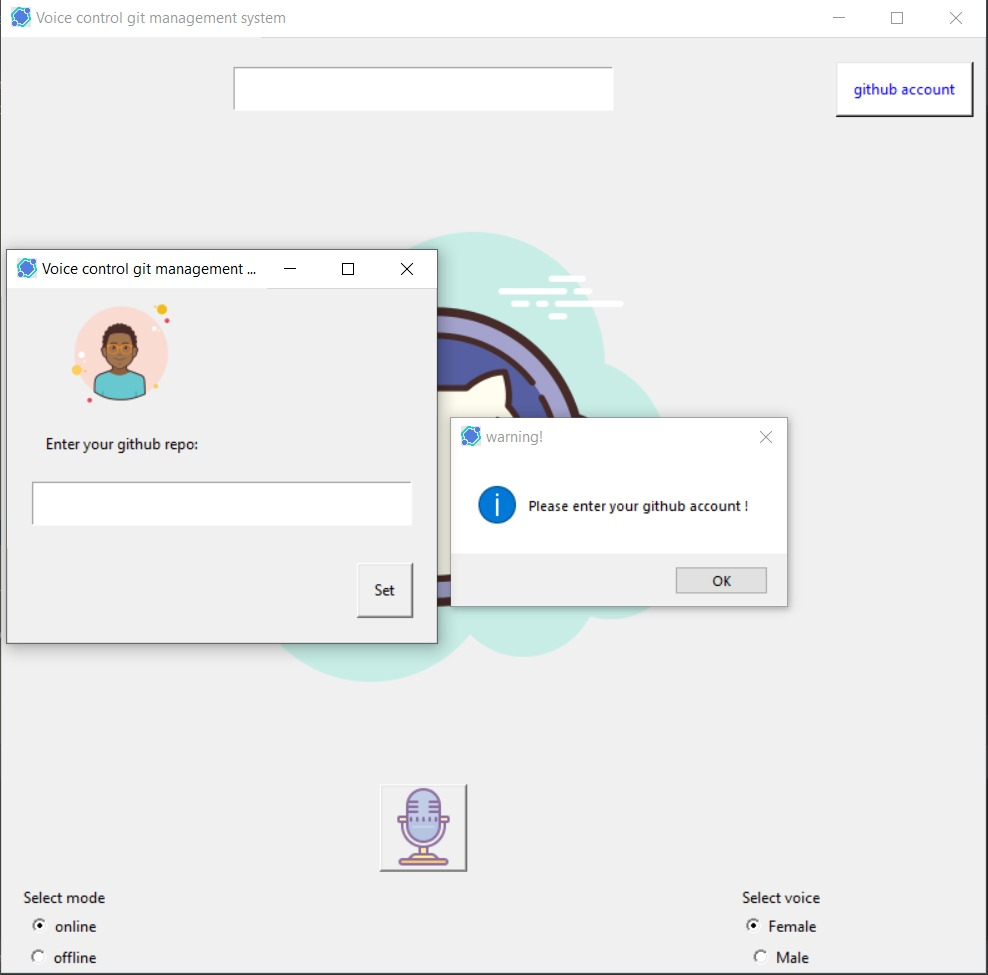 Voice control git management system
github account
Voice control git management ...
Enter your github repo:
Set
warning!
Please enter your github account !
OK
Select mode
online
offline
Select voice
Female
Male